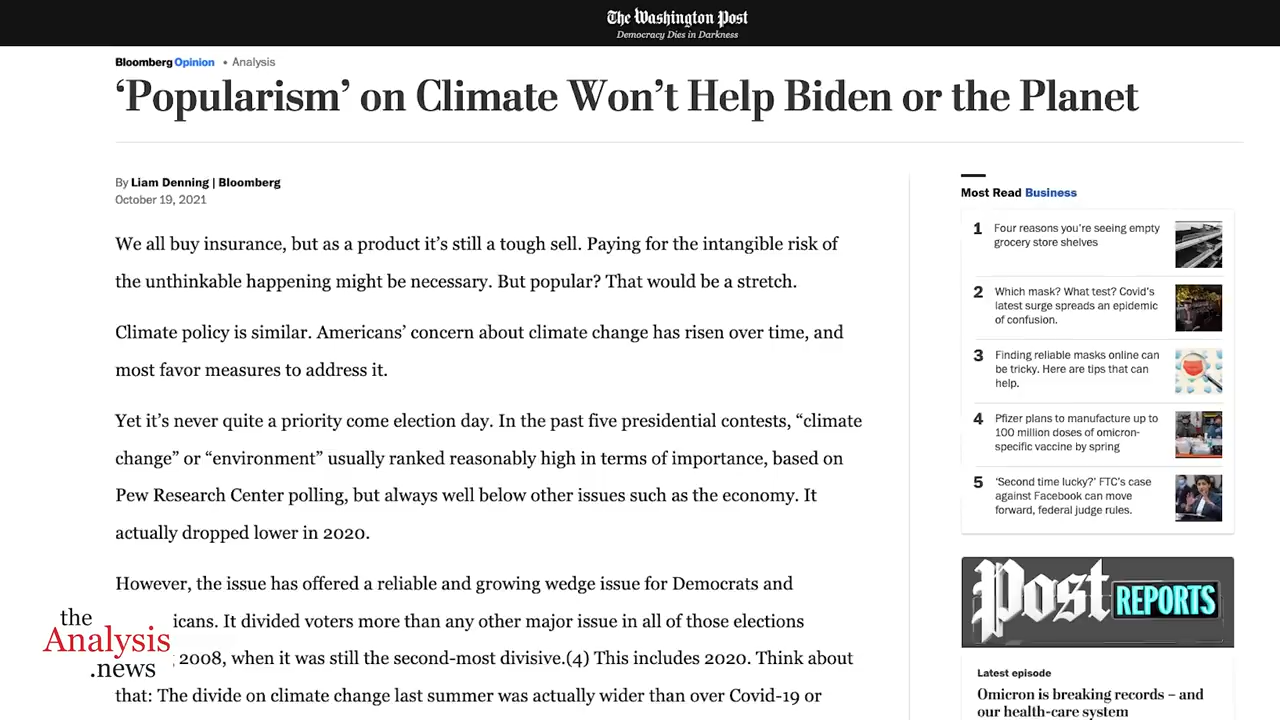 The Washington Post
Democracy Dies in Darkness
Bloomberg Opinion • Analysis
‘Popularism’ on Climate Won’t Help Biden or the Planet
By Liam Denning | Bloomberg
October 19, 2021
We all buy insurance, but as a product it’s still a tough sell. Paying for the intangible risk of
the unthinkable happening might be necessary. But popular? That would be a stretch.
Climate policy is similar. Americans’ concern about climate change has risen over time, and
most favor measures to address it.
Yet it’s never quite a priority come election day. In the past five presidential contests, “climate
change” or “environment” usually ranked reasonably high in terms of importance, based on
Pew Research Center polling, but always well below other issues such as the economy. It
actually dropped lower in 2020.
However, the issue has offered a reliable and growing wedge issue for Democrats and
icans. It divided voters more than any other major issue in all of those elections
2008, when it was still the second-most divisive.(4) This includes 2020. Think about
that: The divide on climate change last summer was actually wider than over Covid-19 or
the
Analysis
.news
Most Read Business
1 Four reasons you’re seeing empty
grocery store shelves
2 Which mask? What test? Covid’s
latest surge spreads an epidemic
of confusion.
3 Finding reliable masks online can
be tricky. Here are tips that can
help.
4 Pfizer plans to manufacture up to
100 million doses of omicron-
specific vaccine by spring
5 ‘Second time lucky?’ FTC’s case
against Facebook can move
forward, federal judge rules.
Post REPORTS
Latest episode
Omicron is breaking records – and
our health-care system